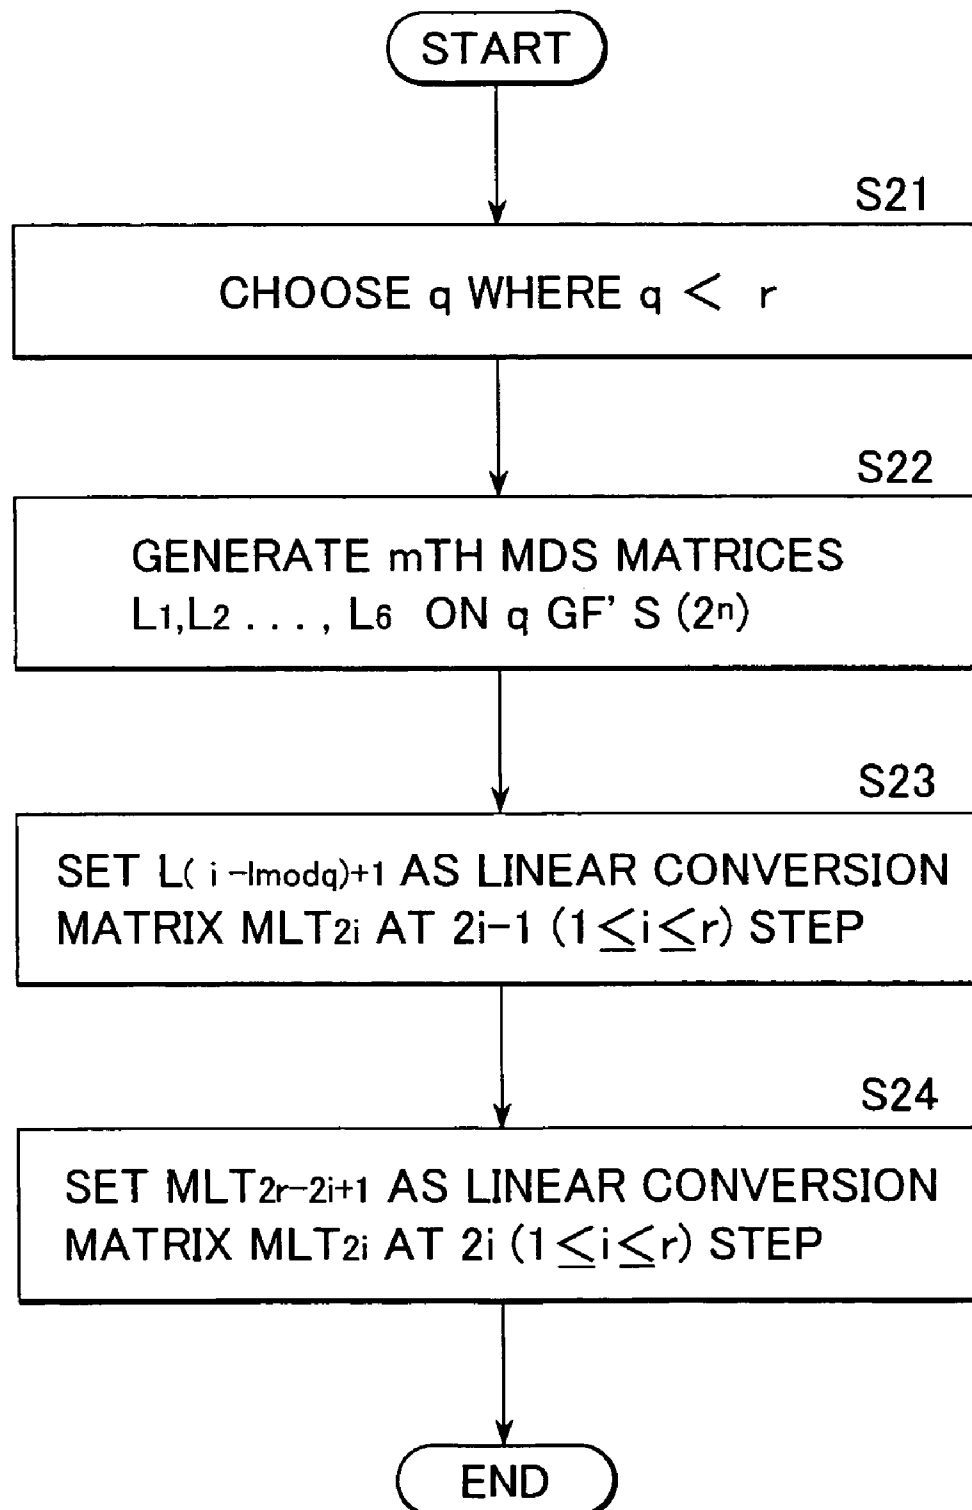 START
S21
CHOOSE q WHERE q < r
S22
GENERATE mTH MDS MATRICES
L1,L2 ..., L6 ON q GF' S (2ⁿ)
S23
SET L( i -lmodq)+1 AS LINEAR CONVERSION
MATRIX MLT2i AT 2i-1 (1≤i≤r) STEP
S24
SET MLT2r-2i+1 AS LINEAR CONVERSION
MATRIX MLT2i AT 2i (1≤i≤r) STEP
END